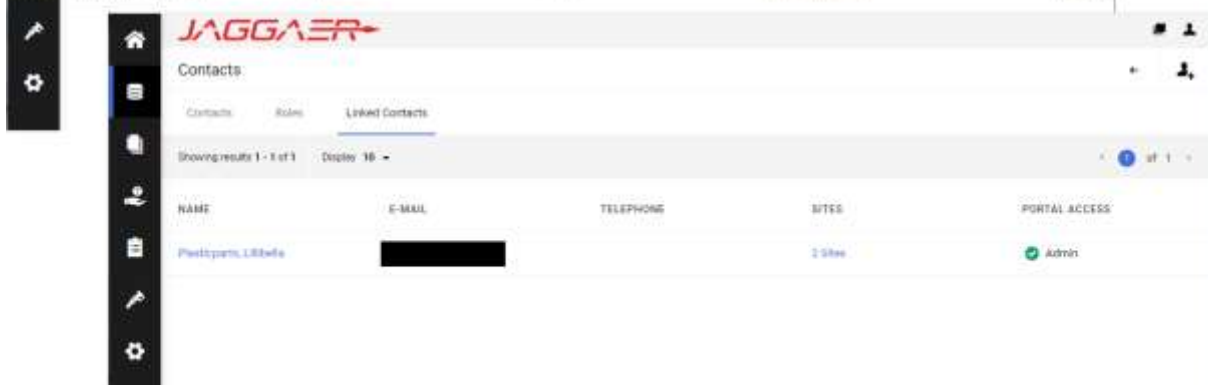 JAGGAER
Contacts
Contacts Roles Linked Contacts
Showing results 1 - 1 of 1 Display 10
1 of 1
NAME E-MAIL TELEPHONE SITES PORTAL ACCESS
Plasticparts, Lillibella 2 Sites Admin